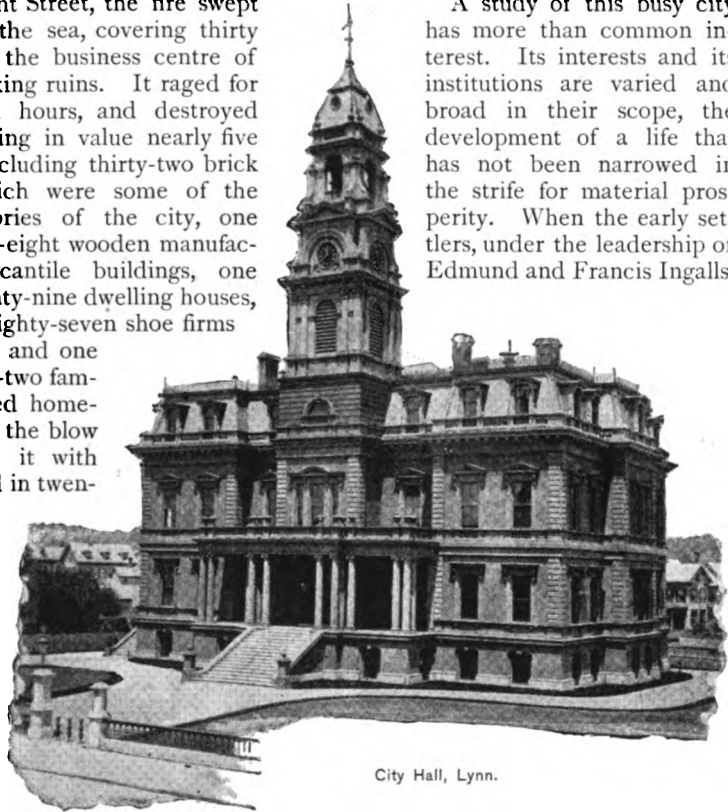 nt Street, the fire swept
the sea, covering thirty
the business centre of
king ruins. It raged for
hours, and destroyed
ing in value nearly five
cluding thirty-two brick
ich were some of the
ories of the city, one
-eight wooden manufac-
cantile buildings, one
ty-nine dwelling houses,
ighty-seven shoe firms
and one
-two fam-
ed home-
the blow
it with
in twen-
A study of this busy city
has more than common in-
terest. Its interests and its
institutions are varied and
broad in their scope, the
development of a life that
has not been narrowed in
the strife for material pros-
perity. When the early set-
tlers, under the leadership of
Edmund and Francis Ingalls
City Hall, Lynn.